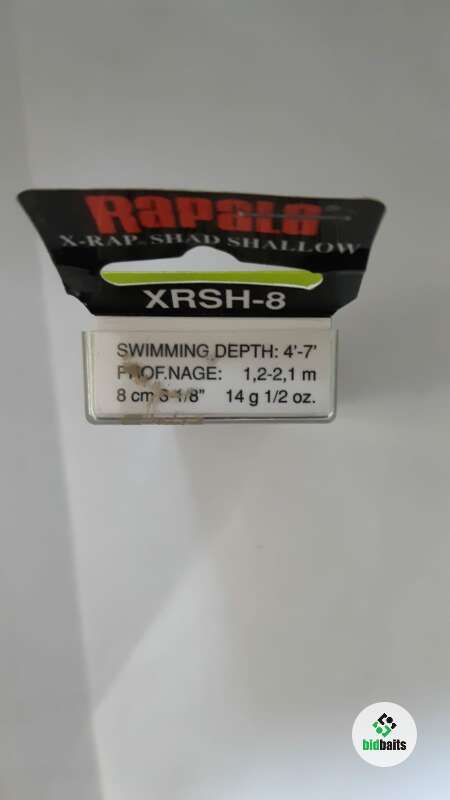 Rapala
X-RAP SHAD SHALLOW
XRSH-8
SWIMMING DEPTH: 4'-7'
PROF.NAGE: 1,2-2,1 m
8 cm 3-1/8" 14 g 1/2 oz.
bidbaits